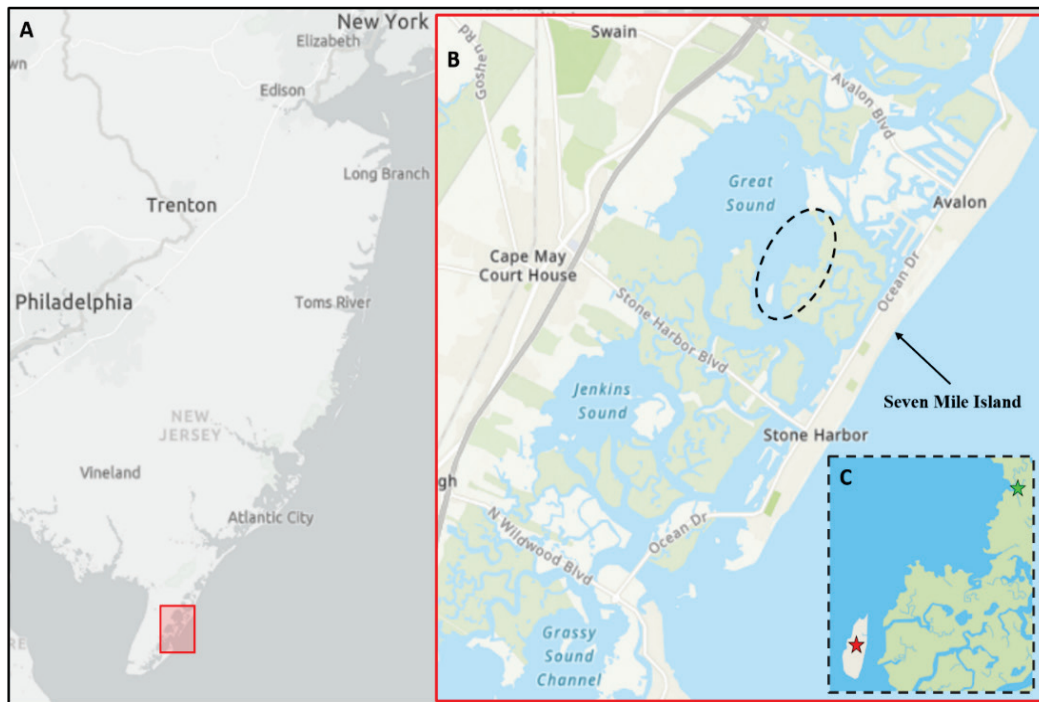 A
New York
Elizabeth
Edison
Long Branch
Trenton
Philadelphia
Toms River
NEW
JERSEY
Vineland
Atlantic City
B
Swain
Goshen Rd
Avalon Blvd
Great
Sound
Avalon
Cape May
Court House
Ocean Dr
Stone Harbor Blvd
Seven Mile Island
Jenkins
Sound
Stone Harbor
gh
N Wildwood Blvd
Ocean Dr
Grassy
Sound
Channel
C